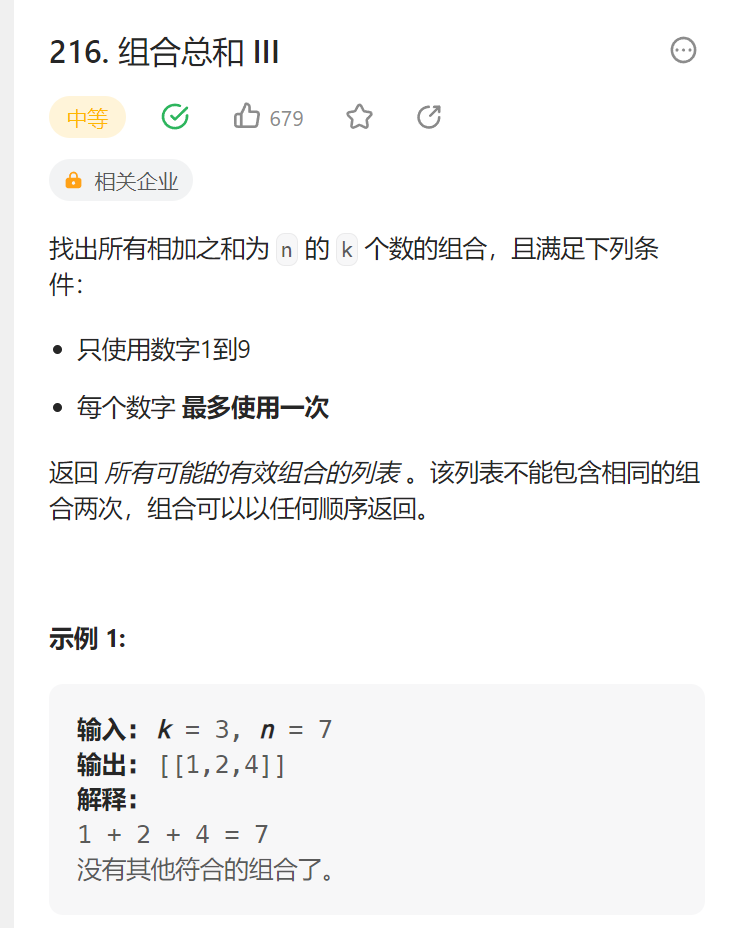 216. 组合总和 III
中等
679
相关企业
找出所有相加之和为 n 的 k 个数的组合，且满足下列条
件：
只使用数字1到9
每个数字 最多使用一次
返回 所有可能的有效组合的列表 。该列表不能包含相同的组
合两次，组合可以以任何顺序返回。
示例 1:
输入: k = 3, n = 7
输出: [[1,2,4]]
解释:
1 + 2 + 4 = 7
没有其他符合的组合了。